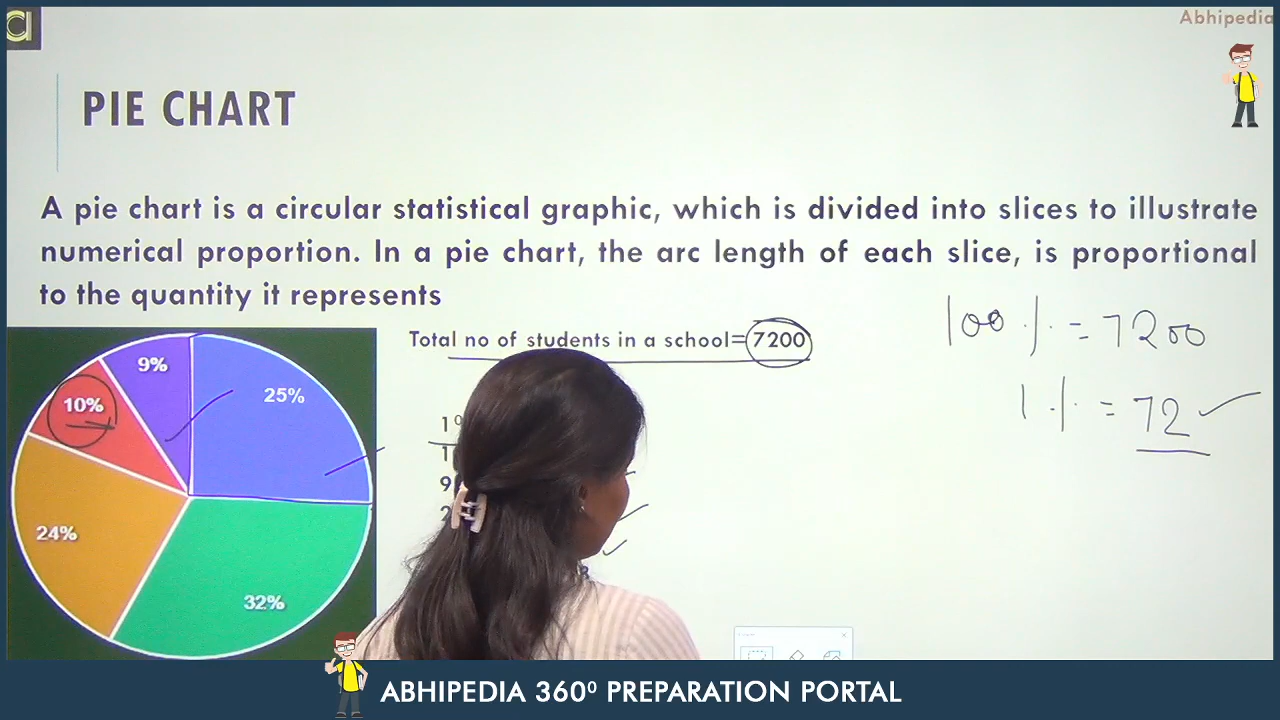 Abhipedia
PIE CHART
A pie chart is a circular statistical graphic, which is divided into slices to illustrate
numerical proportion. In a pie chart, the arc length of each slice, is proportional
to the quantity it represents
Total no of students in a school=7200
100 % = 7200
1 % = 72
9%
25%
10%
24%
32%
ABHIPEDIA 360⁰ PREPARATION PORTAL